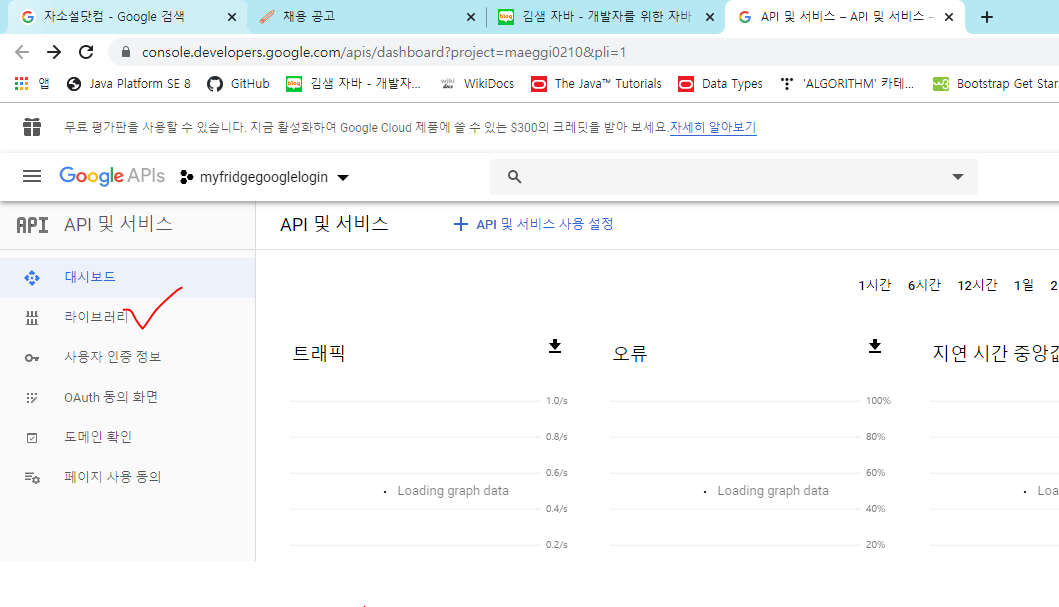 자소설닷컴 - Google 검색
채용 공고
김샘 자바 - 개발자를 위한 자바
API 및 서비스 – API 및 서비스 –
console.developers.google.com/apis/dashboard?project=maeggi0210&pli=1
앱 Java Platform SE 8 GitHub 김샘 자바 - 개발자... WikiDocs The Java™ Tutorials Data Types 'ALGORITHM' 카테... Bootstrap Get Star
무료 평가판을 사용할 수 있습니다. 지금 활성화하여 Google Cloud 제품에 쓸 수 있는 $300의 크레딧을 받아 보세요.자세히 알아보기
Google APIs myfridgegooglelogin
API API 및 서비스
API 및 서비스 + API 및 서비스 사용 설정
대시보드
라이브러리
사용자 인증 정보
OAuth 동의 화면
도메인 확인
페이지 사용 동의
1시간 6시간 12시간 1일 2
트래픽
1.0/s
0.8/s
0.6/s
Loading graph data
0.4/s
0.2/s
오류
100%
80%
60%
Loading graph data
40%
20%
지연 시간 중앙값
Loa